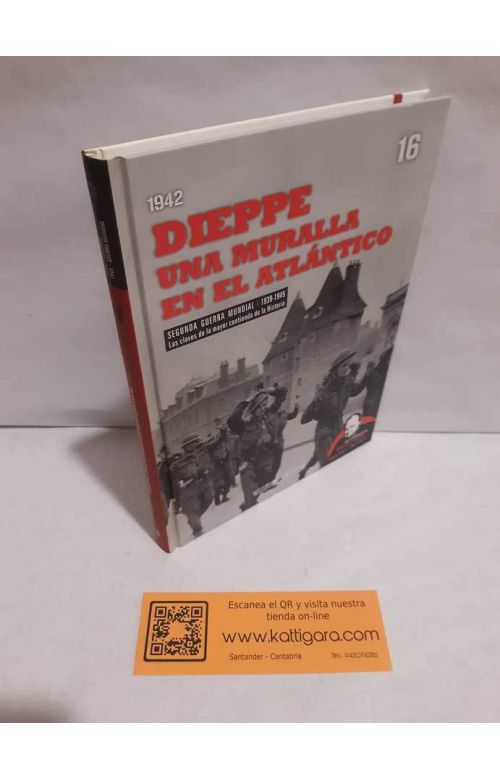 16
1942
DIEPPE
UNA MURALLA
EN EL ATLÁNTICO
SEGUNDA GUERRA MUNDIAL / 1939-1945
Las claves de la mayor contienda de la Historia
Escanea el QR y visita nuestra
tienda on-line
www.kattigara.com
Santander - Cantabria